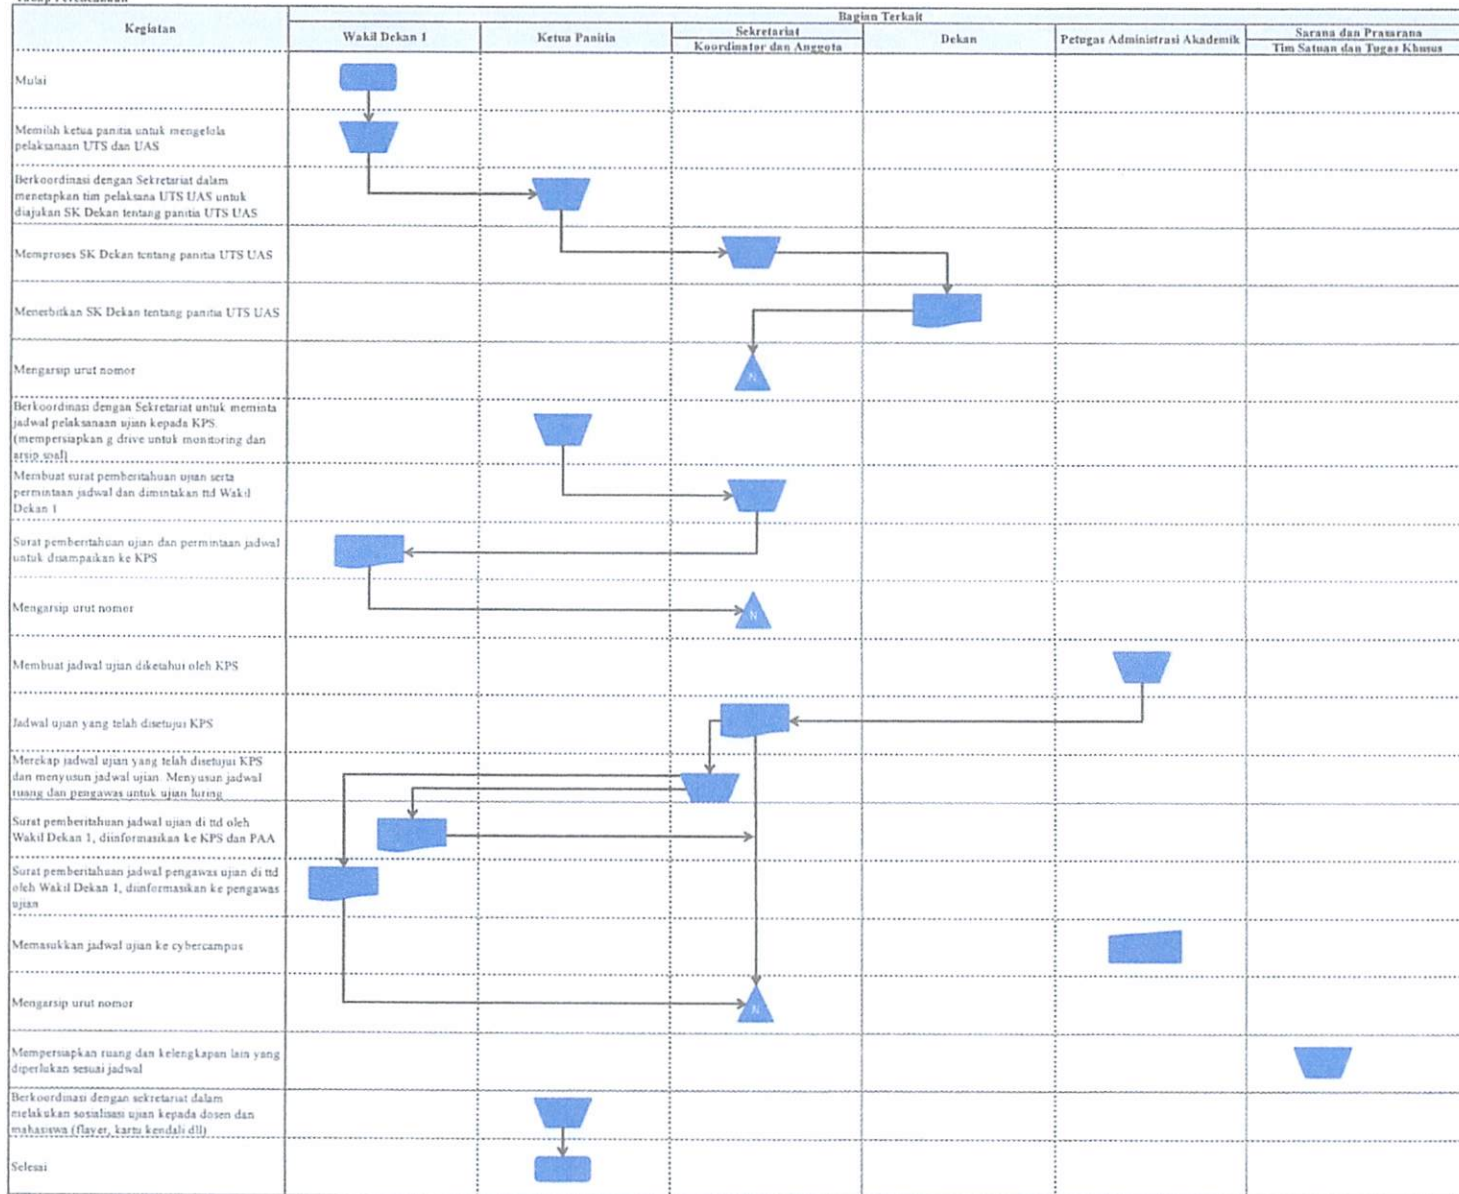 Tahap Perencanaan
Kegiatan
Bagian Terkait
Wakil Dekan 1
Ketua Panitia
Sekretariat
Koordinator dan Anggota
Dekan
Petugas Administrasi Akademik
Sarana dan Prasarana
Tim Satuan dan Tugas Khusus
Mulai
Memilih ketua panitia untuk mengelola
pelaksanaan UTS dan UAS
Berkoordinasi dengan Sekretariat dalam
menetapkan tim pelaksana UTS UAS untuk
diajukan SK Dekan tentang panitia UTS UAS
Memproses SK Dekan tentang panitia UTS UAS
Menerbitkan SK Dekan tentang panitia UTS UAS
Mengarsip urut nomor
N
Berkoordinasi dengan Sekretariat untuk meminta
jadwal pelaksanaan ujian kepada KPS.
(mempersiapkan g drive untuk monitoring dan
arsip soal)
Membuat surat pemberitahuan ujian serta
permintaan jadwal dan dimintakan ttd Wakil
Dekan 1
Surat pemberitahuan ujian dan permintaan jadwal
untuk disampaikan ke KPS
Mengarsip urut nomer
N
Membuat jadwal ujian diketahui oleh KPS
Jadwal ujian yang telah disetujui KPS
Merekap jadwal ujian yang telah disetujui KPS
dan menyusun jadwal ujian. Menyusun jadwal
ruang dan pengawas untuk ujian luring
Surat pemberitahuan jadwal ujian di ttd oleh
Wakil Dekan 1, diinformasikan ke KPS dan PAA
Surat pemberitahuan jadwal pengawas ujian di ttd
oleh Wakil Dekan 1, diinformasikan ke pengawas
ujian
Memasukkan jadwal ujian ke cybercampus
Mengarsip urut nomor
N
Mempersiapkan ruang dan kelengkapan lain yang
diperlukan sesuai jadwal
Berkoordinasi dengan sekretariat dalam
melakukan sosialisasi ujian kepada dosen dan
mahasiswa (flayer, kartu kendali dll)
Selesai